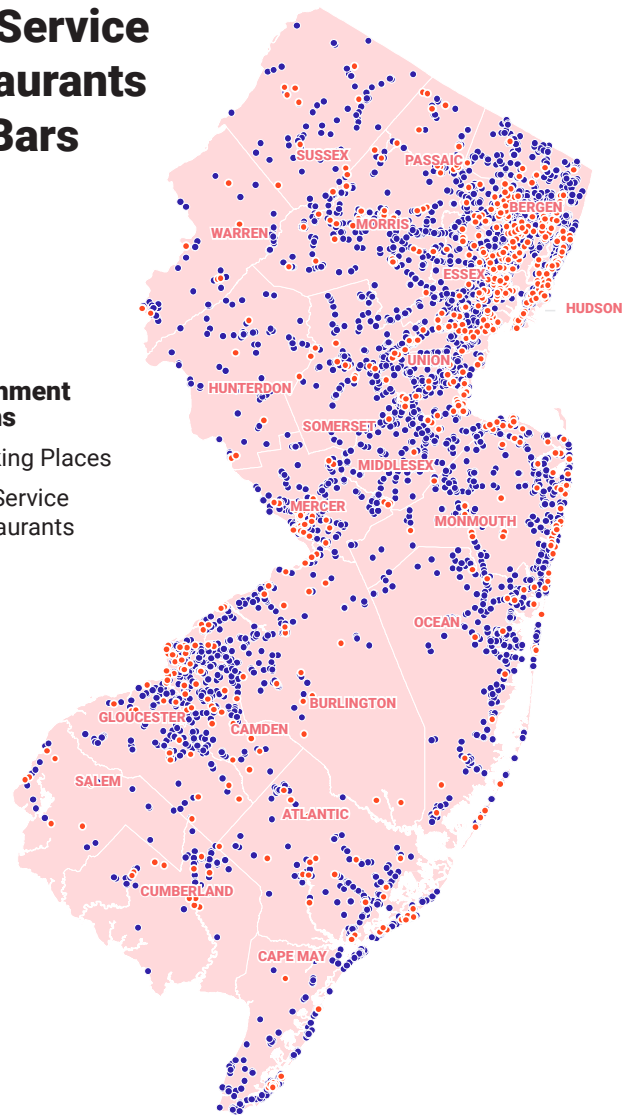 Service
aurants
Bars
nment
ns
king Places
Service
aurants
SUSSEX
PASSAIC
BERGEN
WARREN
MORRIS
ESSEX
HUDSON
UNION
HUNTERDON
SOMERSET
MIDDLESEX
MERCER
MONMOUTH
OCEAN
BURLINGTON
GLOUCESTER
CAMDEN
SALEM
ATLANTIC
CUMBERLAND
CAPE MAY